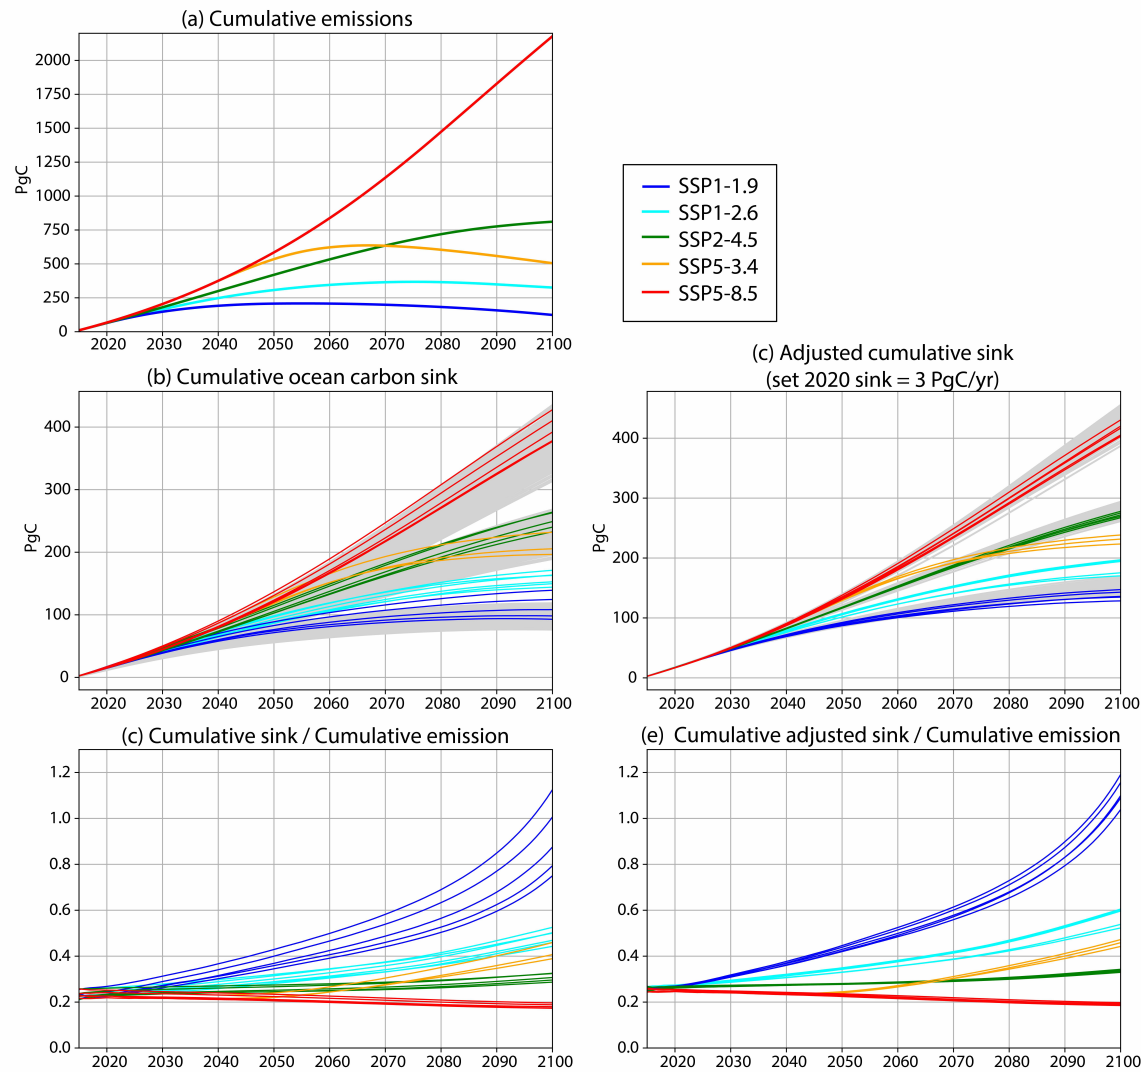 (a) Cumulative emissions
PgC
2000
1750
1500
1250
1000
750
500
250
0
2020 2030 2040 2050 2060 2070 2080 2090 2100
SSP1-1.9
SSP1-2.6
SSP2-4.5
SSP5-3.4
SSP5-8.5
(b) Cumulative ocean carbon sink
PgC
400
300
200
100
0
2020 2030 2040 2050 2060 2070 2080 2090 2100
(c) Adjusted cumulative sink
(set 2020 sink = 3 PgC/yr)
PgC
400
300
200
100
0
2020 2030 2040 2050 2060 2070 2080 2090 2100
(c) Cumulative sink / Cumulative emission
1.2
1.0
0.8
0.6
0.4
0.2
0.0
2020 2030 2040 2050 2060 2070 2080 2090 2100
(e) Cumulative adjusted sink / Cumulative emission
1.2
1.0
0.8
0.6
0.4
0.2
0.0
2020 2030 2040 2050 2060 2070 2080 2090 2100